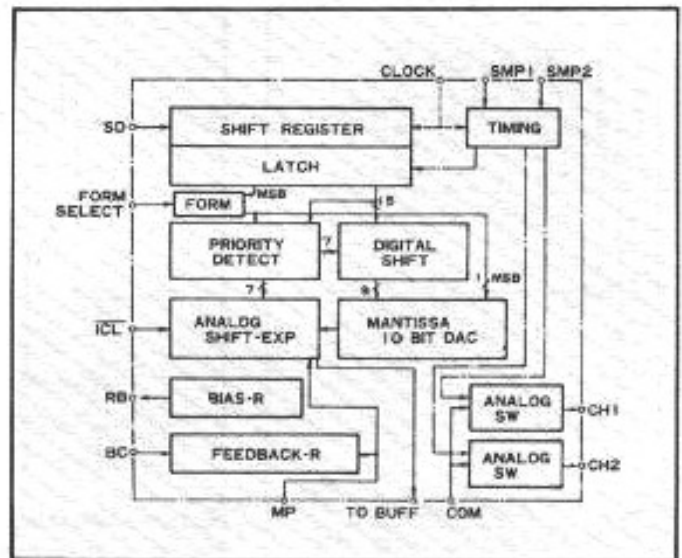 CLOCK
SMP1
SMP2
SD
SHIFT REGISTER
TIMING
LATCH
FORM
SELECT
FORM
MSB
15
PRIORITY
DETECT
7
DIGITAL
SHIFT
7
9
1
MSB
ICL
ANALOG
SHIFT-EXP
MANTISSA
10 BIT DAC
RB
BIAS-R
ANALOG
SW
CH1
BC
FEEDBACK-R
ANALOG
SW
CH2
MP
TO BUFF
COM